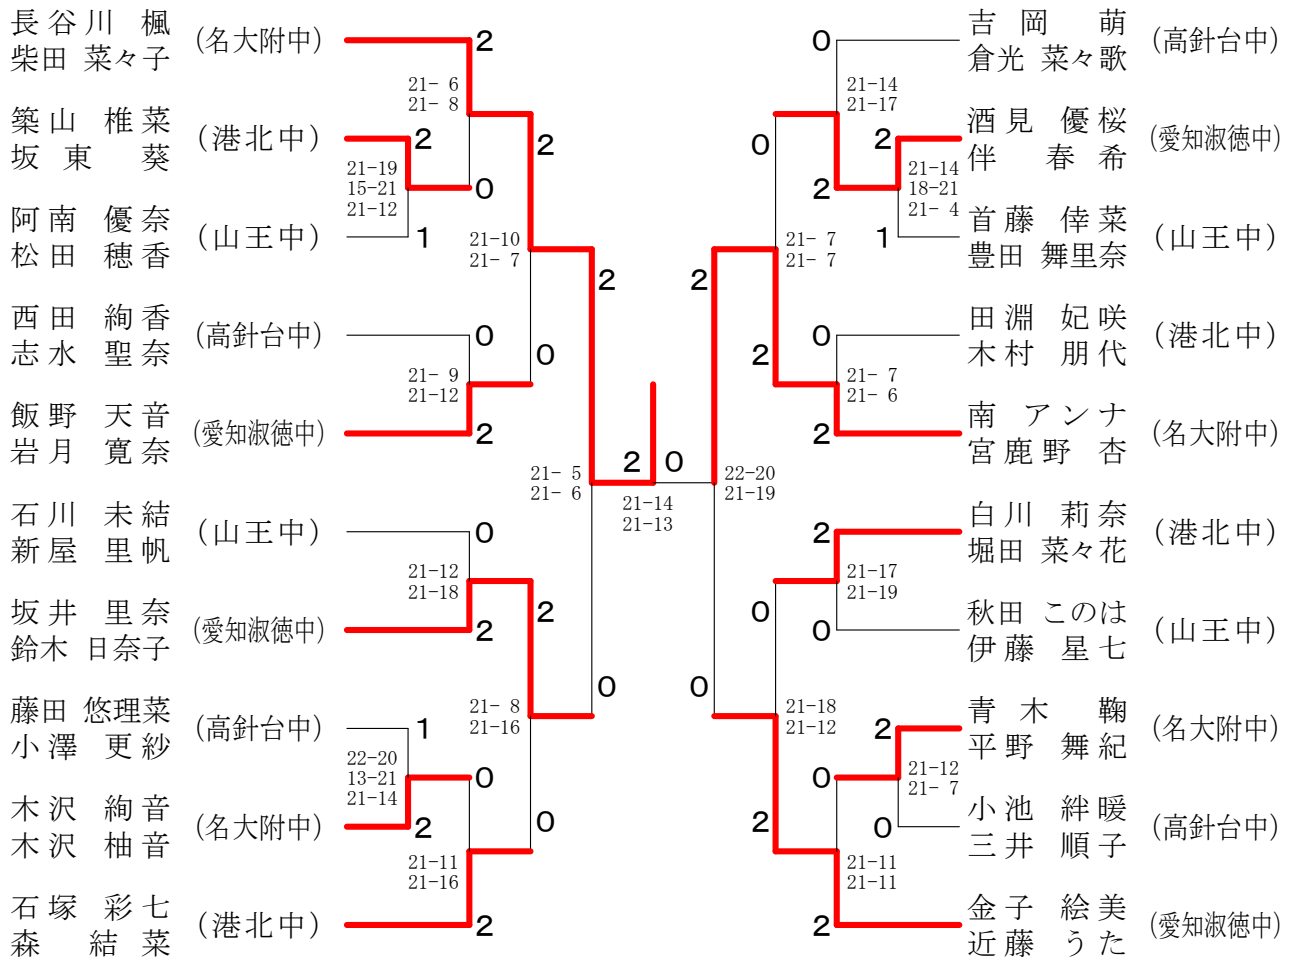 長谷川 楓
柴田 菜々子
(名大附中)
2
21- 6
21- 8
築山 椎菜
坂東 葵
(港北中)
2
21-19
15-21
21-12
0
2
阿南 優奈
松田 穂香
(山王中)
1
21-10
21- 7
2
西田 絢香
志水 聖奈
(高針台中)
0
21- 9
21-12
0
飯野 天音
岩月 寛奈
(愛知淑徳中)
2
21- 5
21- 6
2
0
21-14
21-13
石川 未結
新屋 里帆
(山王中)
0
21-12
21-18
2
坂井 里奈
鈴木 日奈子
(愛知淑徳中)
2
0
藤田 悠理菜
小澤 更紗
(高針台中)
1
21- 8
21-16
22-20
13-21
21-14
0
木沢 絢音
木沢 柚音
(名大附中)
2
0
21-11
21-16
石塚 彩七
森 結菜
(港北中)
2
0
吉岡 萌
倉光 菜々歌
(高針台中)
21-14
21-17
0
2
酒見 優桜
伴 春希
(愛知淑徳中)
2
21-14
18-21
21- 4
1
首藤 倖菜
豊田 舞里奈
(山王中)
2
21- 7
21- 7
0
田淵 妃咲
木村 朋代
(港北中)
2
21- 7
21- 6
2
南 アンナ
宮鹿野 杏
(名大附中)
22-20
21-19
2
白川 莉奈
堀田 菜々花
(港北中)
21-17
21-19
0
0
秋田 このは
伊藤 星七
(山王中)
0
21-18
21-12
2
青木 鞠
平野 舞紀
(名大附中)
0
21-12
21- 7
2
0
小池 絆暖
三井 順子
(高針台中)
21-11
21-11
2
金子 絵美
近藤 うた
(愛知淑徳中)